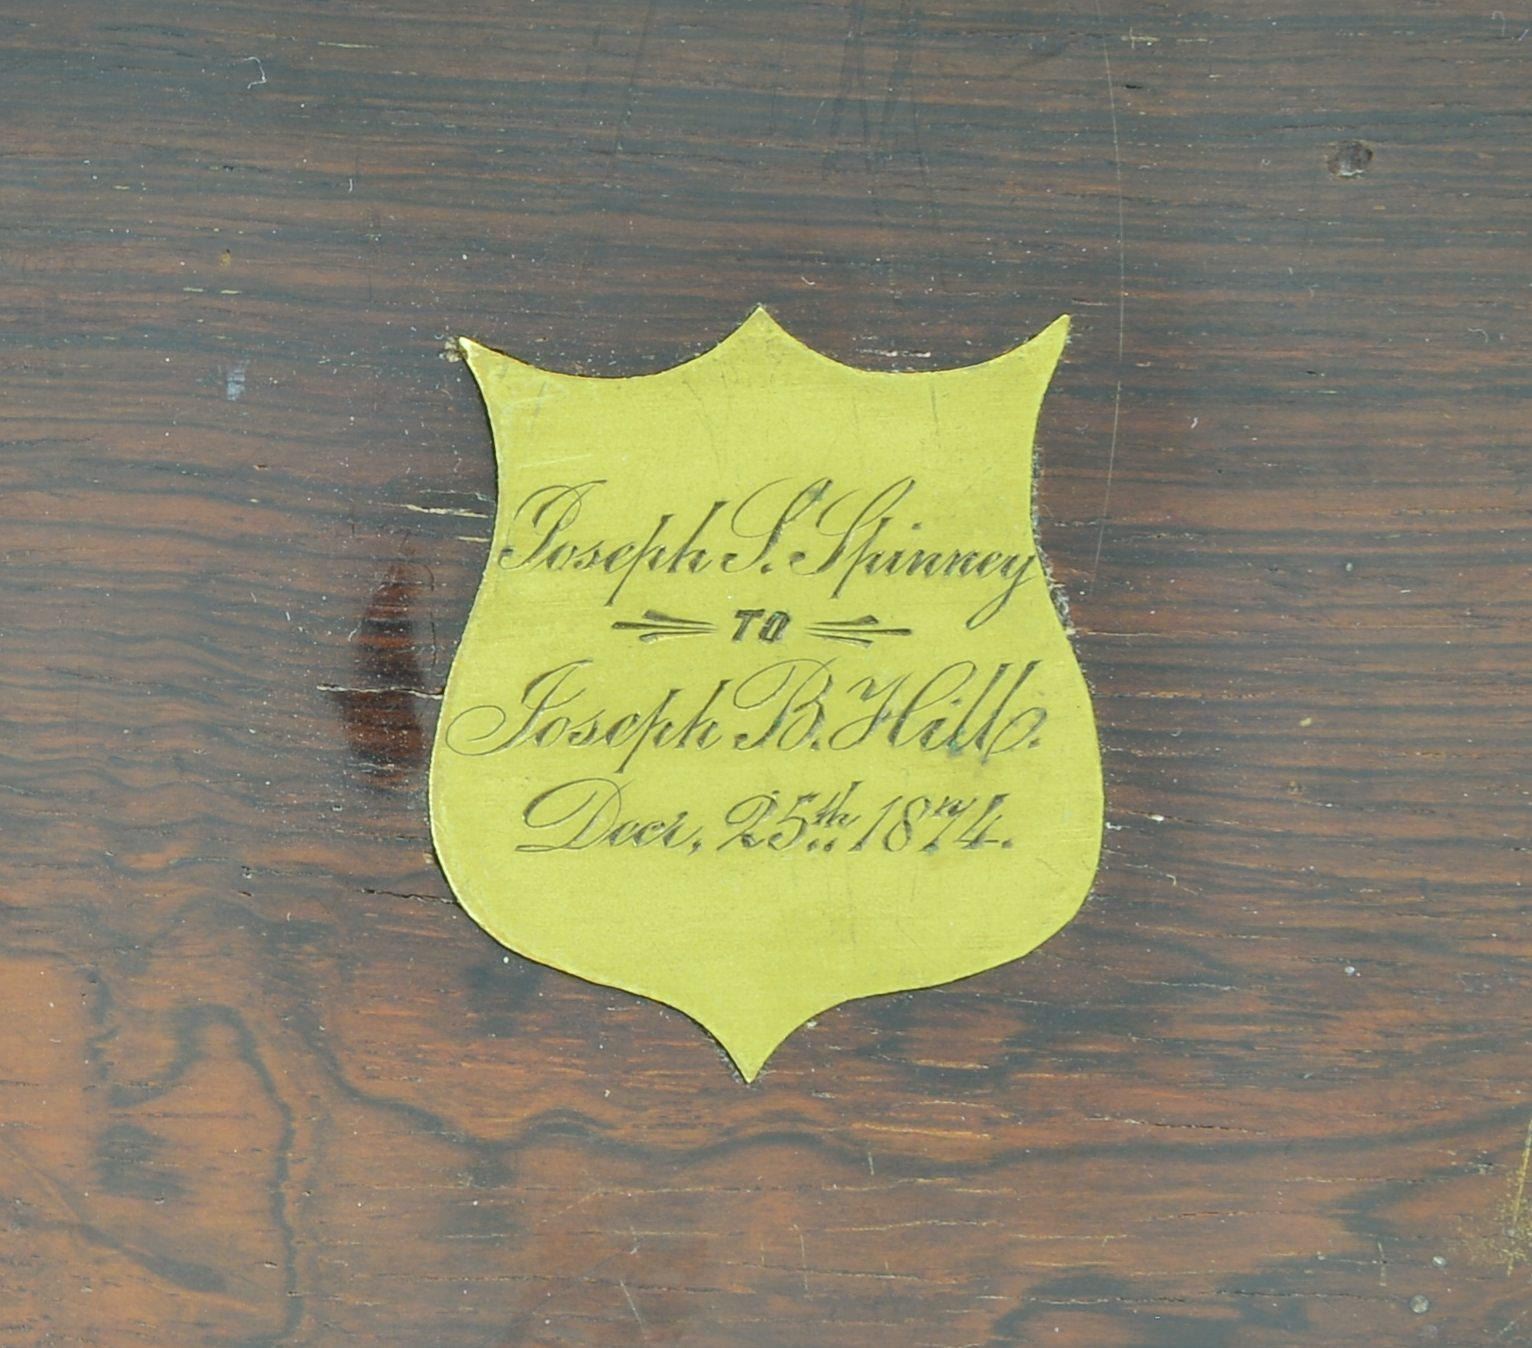 Joseph S. Spinney
TO
Joseph B. Hill.
Decr, 25th 1874.